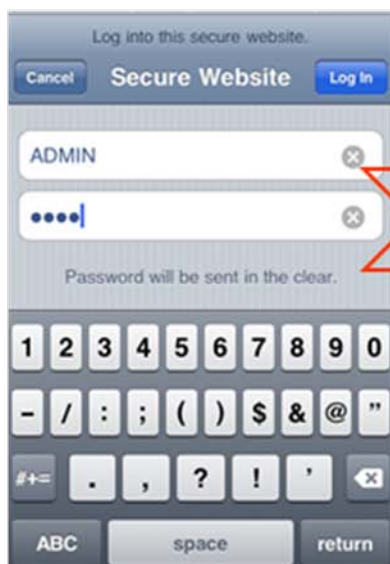 Log into this secure website.
Cancel Secure Website Log In
ADMIN
••••
Password will be sent in the clear.
1 2 3 4 5 6 7 8 9 0
- / : ; ( ) $ & @ "
#+= . , ? ! '
ABC space return